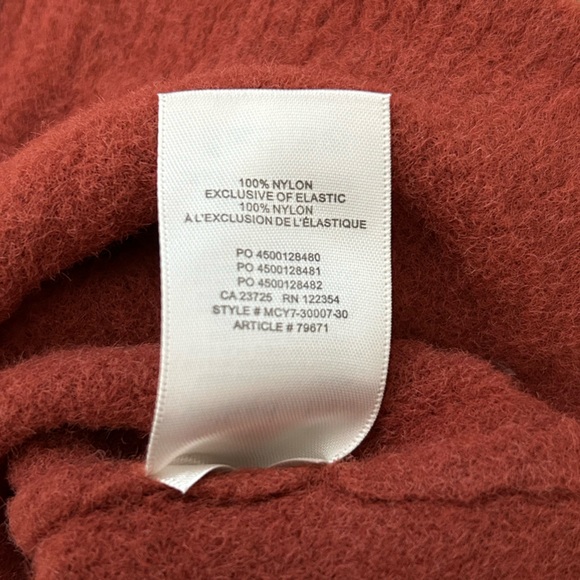 100% NYLON
EXCLUSIVE OF ELASTIC
100% NYLON
À L'EXCLUSION DE L'ÉLASTIQUE
PO 4500128480
PO 4500128481
PO 4500128482
CA 23725 RN 122354
STYLE # MCY7-30007-30
ARTICLE # 79671